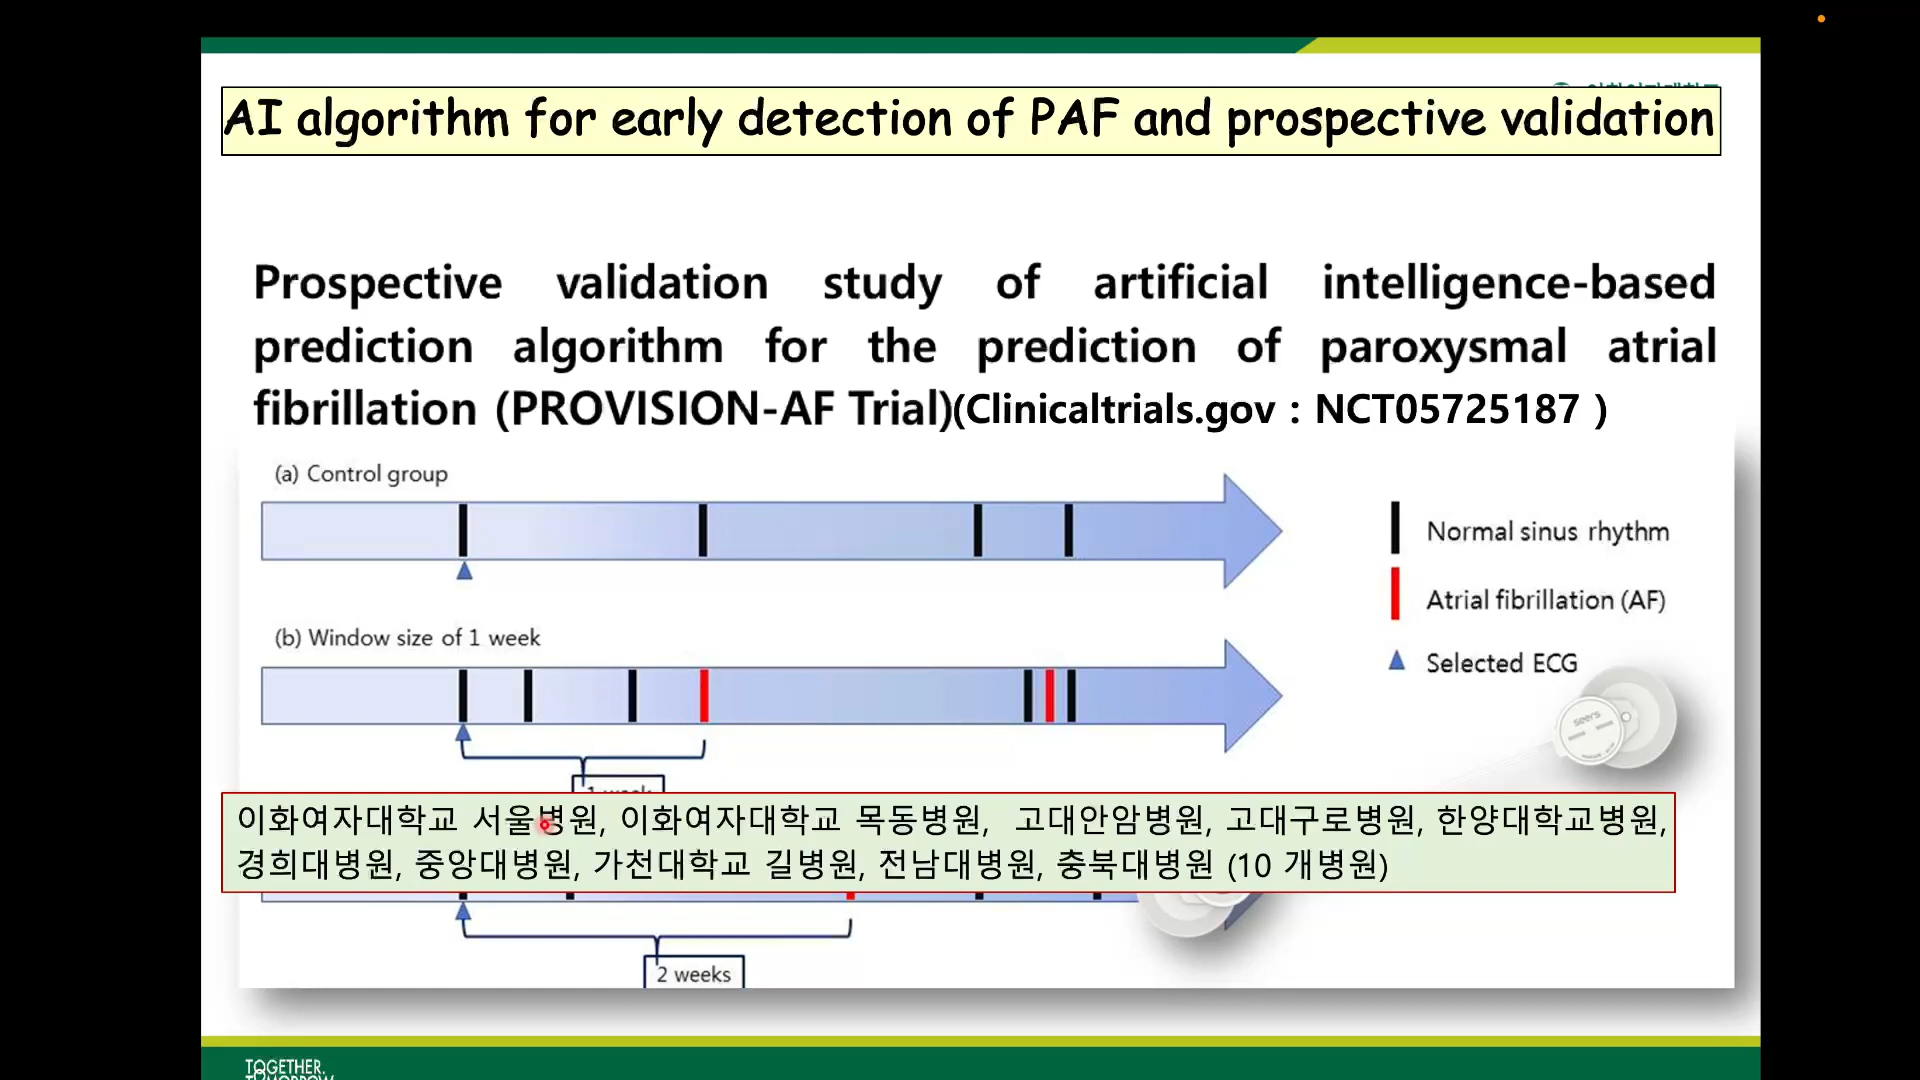 AI algorithm for early detection of PAF and prospective validation
Prospective validation study of artificial intelligence-based
prediction algorithm for the prediction of paroxysmal atrial
fibrillation (PROVISION-AF Trial)(Clinicaltrials.gov : NCT05725187 )
(a) Control group
Normal sinus rhythm
Atrial fibrillation (AF)
Selected ECG
(b) Window size of 1 week
seers
1 week
이화여자대학교 서울병원, 이화여자대학교 목동병원, 고대안암병원, 고대구로병원, 한양대학교병원,
경희대병원, 중앙대병원, 가천대학교 길병원, 전남대병원, 충북대병원 (10 개병원)
2 weeks
TOGETHER.
TOMORROW